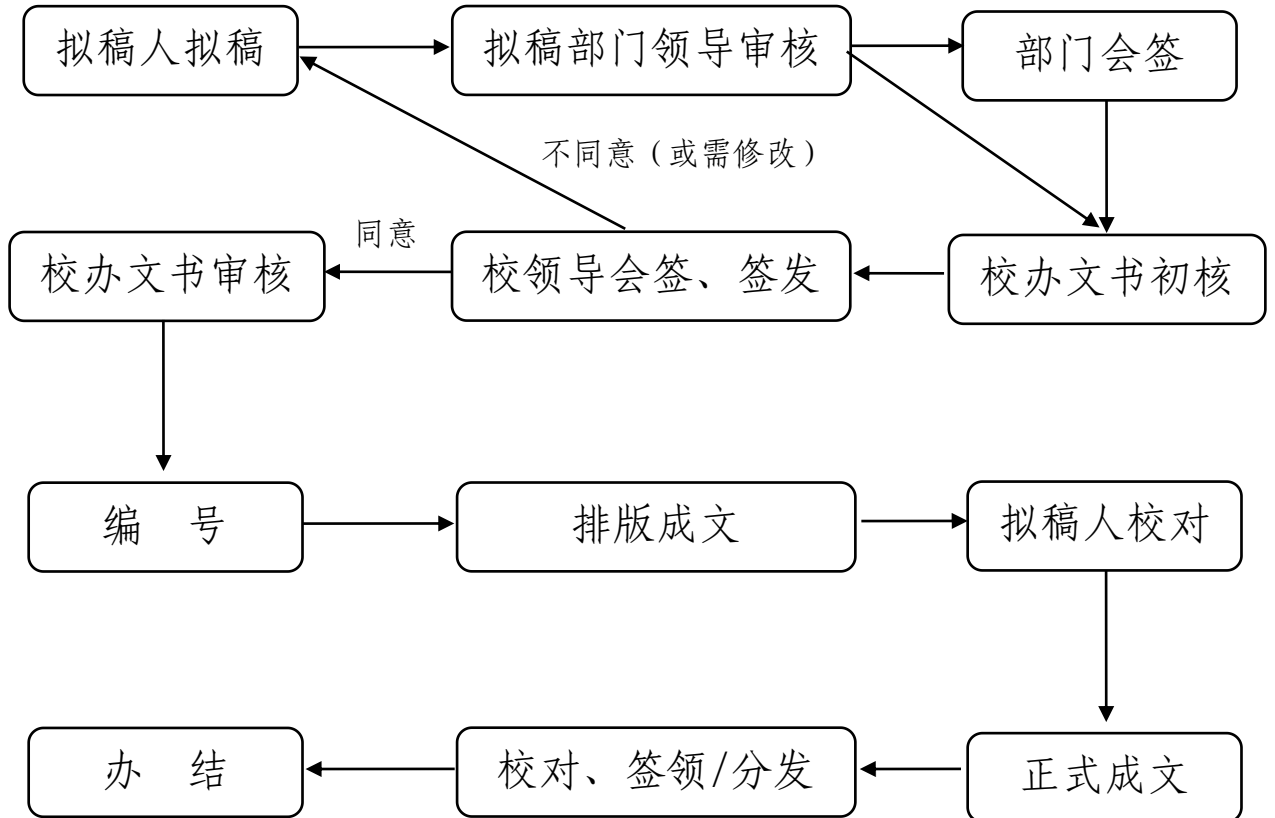 拟稿人拟稿
拟稿部门领导审核
部门会签
不同意（或需修改）
同意
校办文书审核
校领导会签、签发
校办文书初核
编 号
排版成文
拟稿人校对
办 结
校对、签领/分发
正式成文